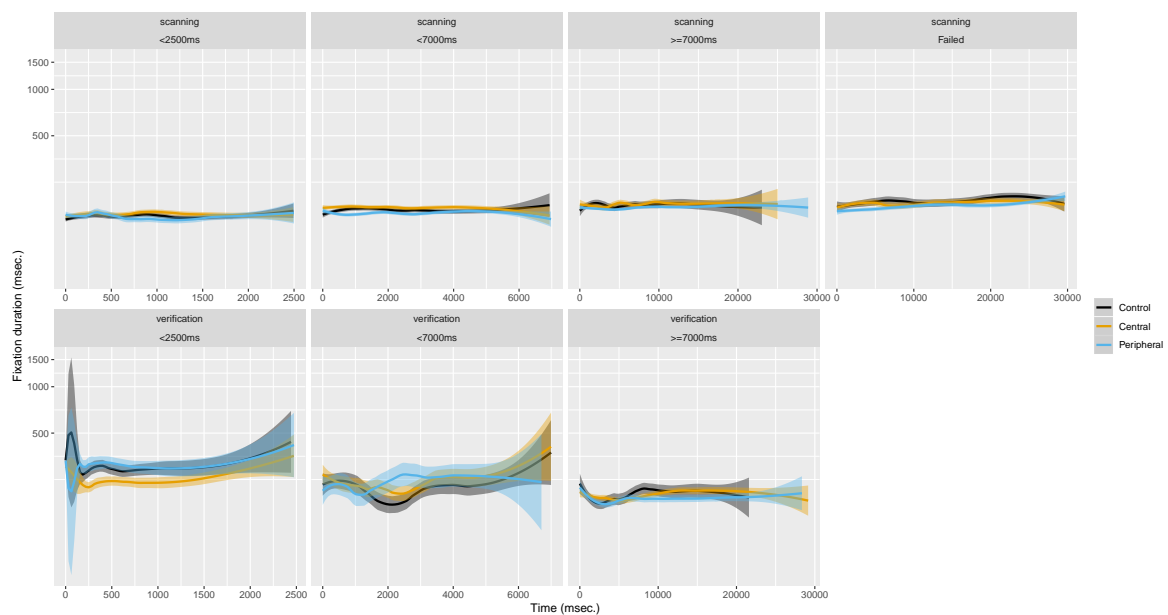 scanning
scanning
scanning
scanning
<2500ms
<7000ms
>=7000ms
Failed
1500
1000
500
0 500 1000 1500 2000 2500
0 2000 4000 6000
0 10000 20000 30000
0 10000 20000 30000
Fixation duration (msec.)
verification
verification
verification
<2500ms
<7000ms
>=7000ms
1500
1000
500
0 500 1000 1500 2000 2500
0 2000 4000 6000
0 10000 20000 30000
Time (msec.)
Control
Central
Peripheral